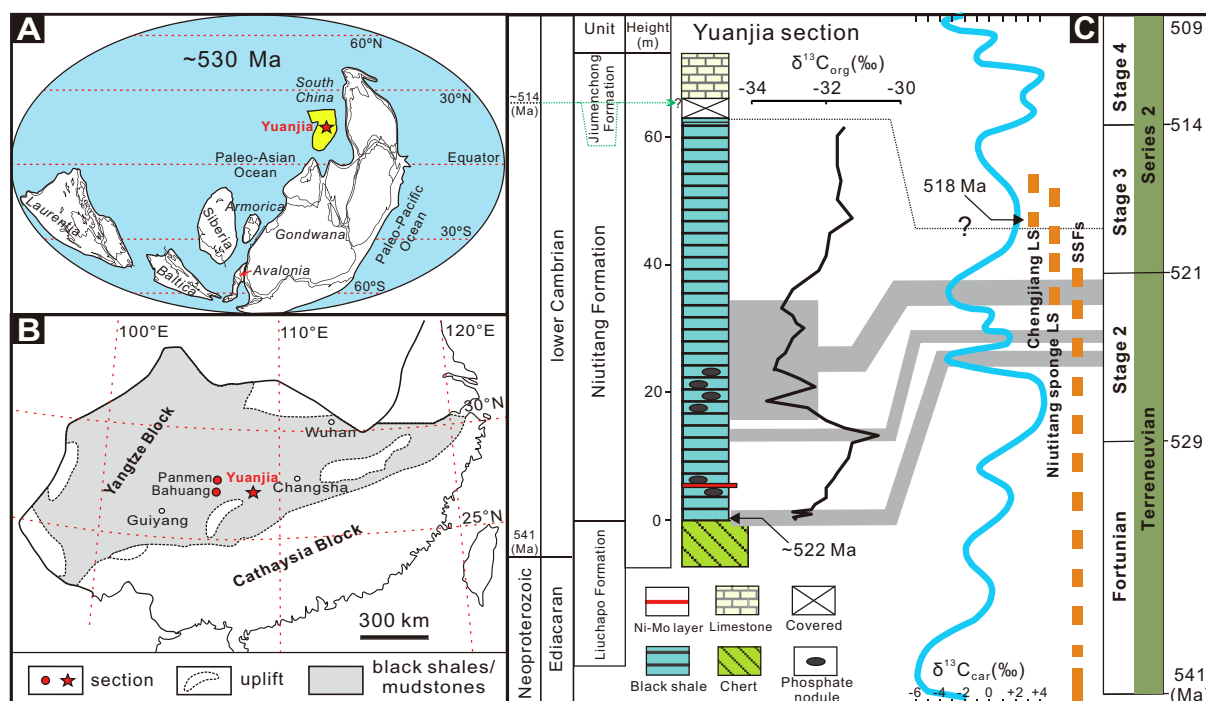 A
~530 Ma
60°N
South
China
30°N
Yuanjia
Paleo-Asian
Ocean
Equator
Laurentia
Siberia
Armorica
Gondwana
Paleo-Pacific
Ocean
30°S
Baltica
Avalonia
60°S
B
100°E
110°E
120°E
30°N
Wuhan
Yangtze Block
Panmen
Yuanjia
Bahuang
Changsha
Guiyang
25°N
Cathaysia Block
300 km
section
uplift
black shales/
mudstones
C
Unit
Height
(m)
Yuanjia section
δ¹³Corg(‰)
-34
-32
-30
~514
(Ma)
541
(Ma)
lower Cambrian
Neoproterozoic
Ediacaran
Jiumenchong
Formation
Niutitang Formation
Liuchapo Formation
?
60
40
20
0
~522 Ma
518 Ma
?
Chengjiang LS
Niutitang sponge LS
SSFs
Stage 4
Stage 3
Stage 2
Fortunian
Series 2
Terreneuvian
509
514
521
529
541
(Ma)
δ¹³Ccar(‰)
-6
-4
-2
0
+2
+4
Ni-Mo layer
Limestone
Covered
Black shale
Chert
Phosphate
nodule